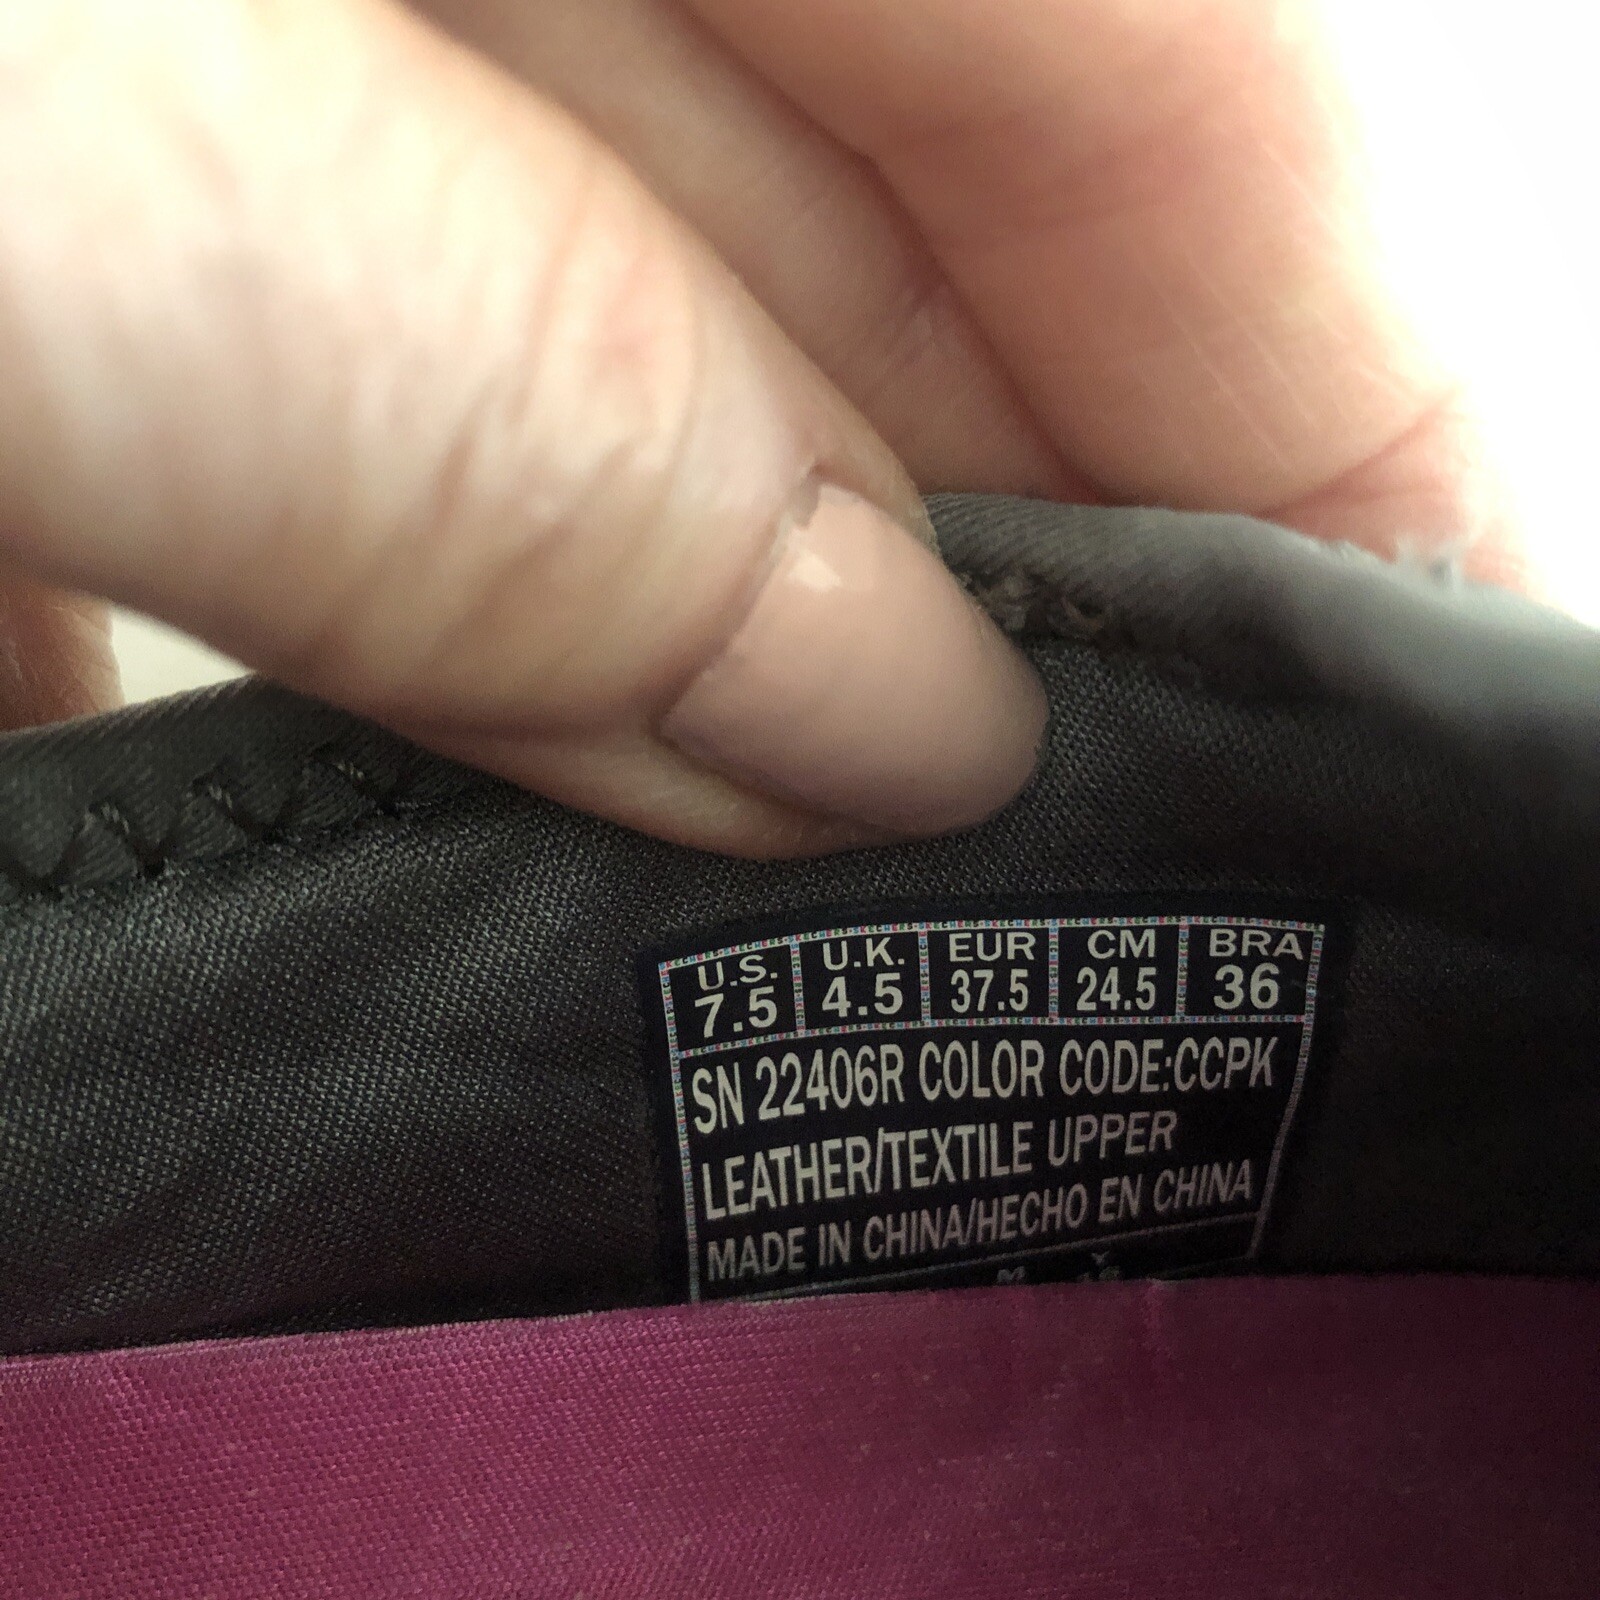 U.S. U.K. EUR CM BRA
7.5 4.5 37.5 24.5 36
SN 22406R COLOR CODE:CCPK
LEATHER/TEXTILE UPPER
MADE IN CHINA/HECHO EN CHINA